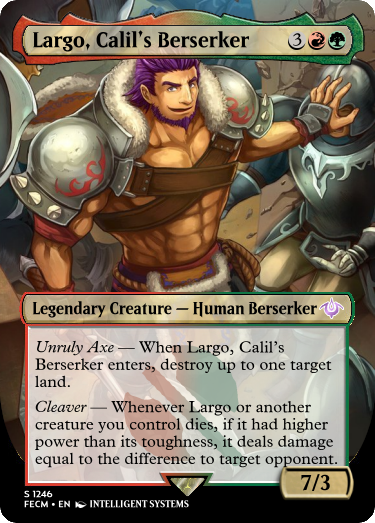 Largo, Calil's Berserker 3
Legendary Creature — Human Berserker
Unruly Axe — When Largo, Calil's
Berserker enters, destroy up to one target
land.
Cleaver — Whenever Largo or another
creature you control dies, if it had higher
power than its toughness, it deals damage
equal to the difference to target opponent.
7/3
S 1246
FECM • EN INTELLIGENT SYSTEMS